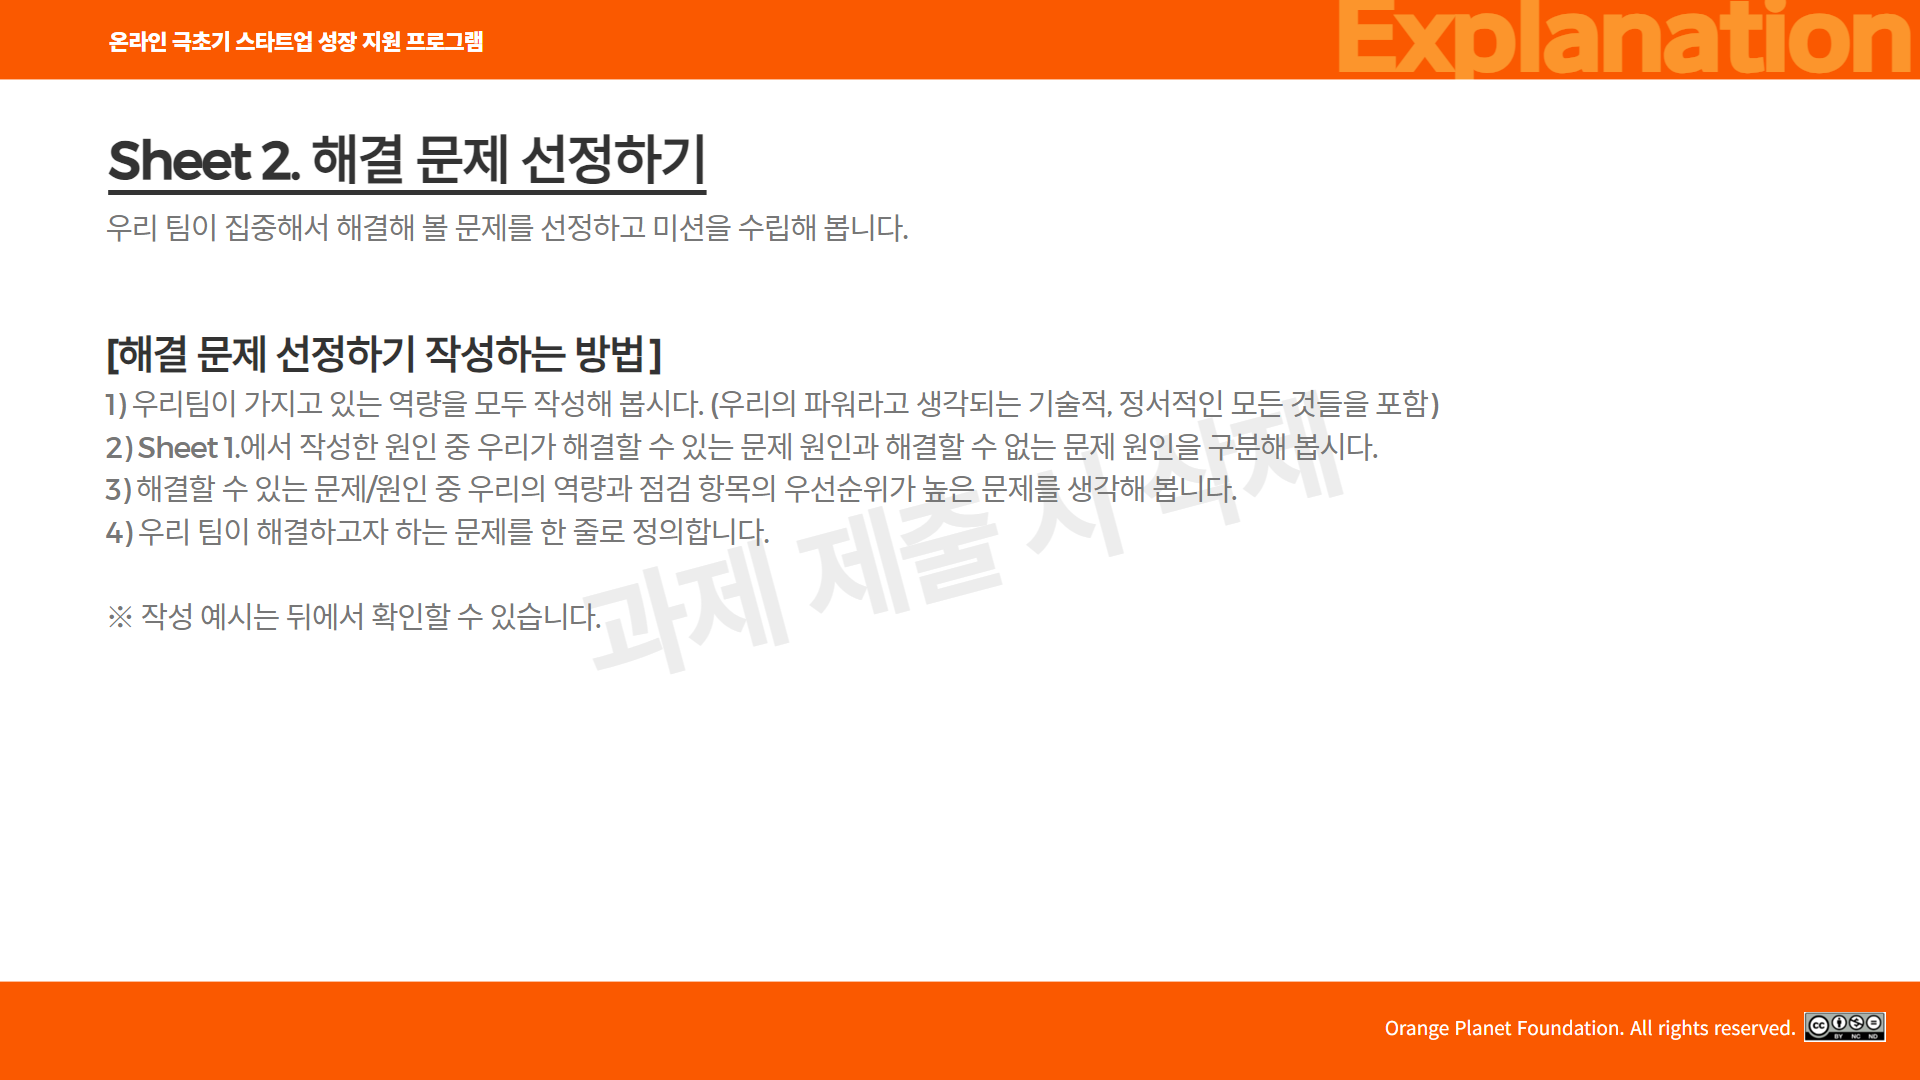 온라인 극초기 스타트업 성장 지원 프로그램
Explanation
Sheet 2. 해결 문제 선정하기
우리 팀이 집중해서 해결해 볼 문제를 선정하고 미션을 수립해 봅니다.
[해결 문제 선정하기 작성하는 방법]
1) 우리팀이 가지고 있는 역량을 모두 작성해 봅시다. (우리의 파워라고 생각되는 기술적, 정서적인 모든 것들을 포함)
2) Sheet 1.에서 작성한 원인 중 우리가 해결할 수 있는 문제 원인과 해결할 수 없는 문제 원인을 구분해 봅시다.
3) 해결할 수 있는 문제/원인 중 우리의 역량과 점검 항목의 우선순위가 높은 문제를 생각해 봅니다.
4) 우리 팀이 해결하고자 하는 문제를 한 줄로 정의합니다.
※ 작성 예시는 뒤에서 확인할 수 있습니다.
과제 제출 시 삭제
Orange Planet Foundation. All rights reserved.
cc
BY NC ND